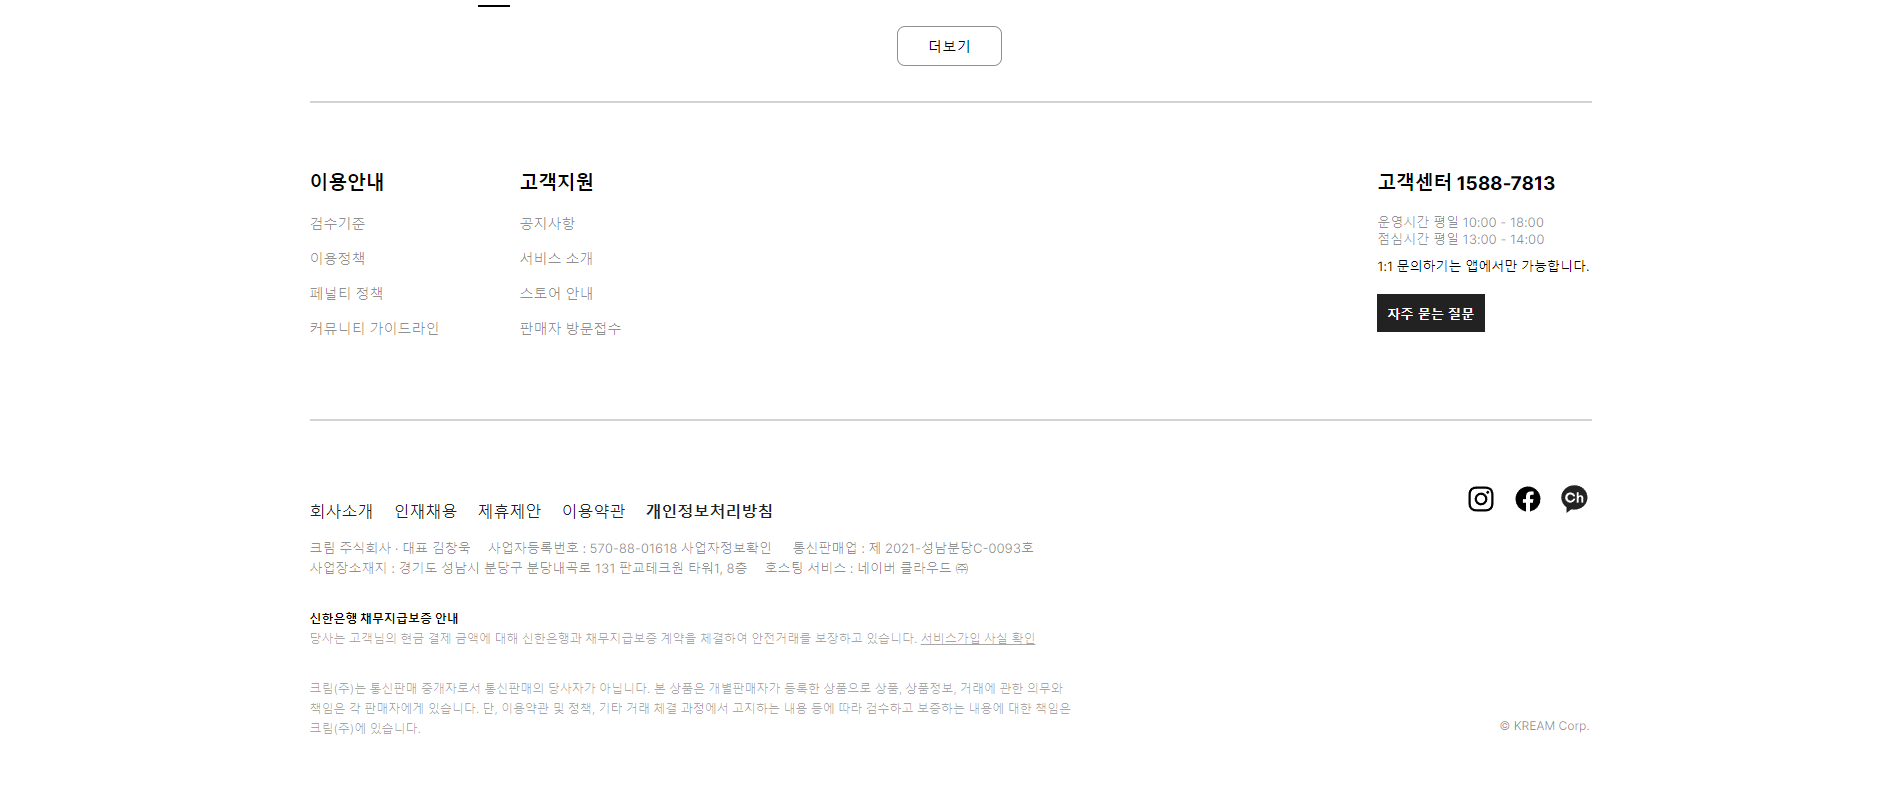 더보기
이용안내
검수기준
이용정책
페널티 정책
커뮤니티 가이드라인
고객지원
공지사항
서비스 소개
스토어 안내
판매자 방문접수
고객센터 1588-7813
운영시간 평일 10:00 - 18:00
점심시간 평일 13:00 - 14:00
1:1 문의하기는 앱에서만 가능합니다.
자주 묻는 질문
회사소개 인재채용 제휴제안 이용약관 개인정보처리방침
Ch
크림 주식회사 · 대표 김창욱 사업자등록번호 : 570-88-01618 사업자정보확인 통신판매업 : 제 2021-성남분당C-0093호
사업장소재지 : 경기도 성남시 분당구 분당내곡로 131 판교테크원 타워1, 8층 호스팅 서비스 : 네이버 클라우드 ㈜
신한은행 채무지급보증 안내
당사는 고객님의 현금 결제 금액에 대해 신한은행과 채무지급보증 계약을 체결하여 안전거래를 보장하고 있습니다. 서비스가입 사실 확인
크림(주)는 통신판매 중개자로서 통신판매의 당사자가 아닙니다. 본 상품은 개별판매자가 등록한 상품으로 상품, 상품정보, 거래에 관한 의무와
책임은 각 판매자에게 있습니다. 단, 이용약관 및 정책, 기타 거래 체결 과정에서 고지하는 내용 등에 따라 검수하고 보증하는 내용에 대한 책임은
크림(주)에 있습니다.
© KREAM Corp.